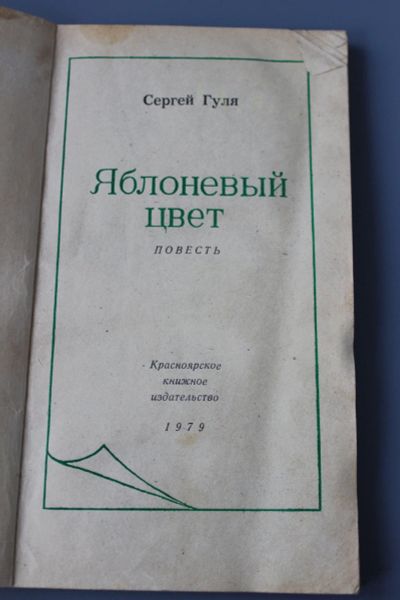 Сергей Гуля
Яблоневый
цвет
ПОВЕСТЬ
Красноярское
книжное
издательство
1979